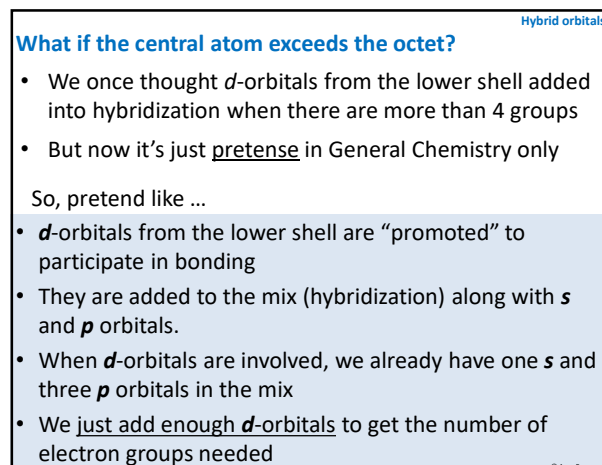 Hybrid orbitals
What if the central atom exceeds the octet?
• We once thought d-orbitals from the lower shell added
into hybridization when there are more than 4 groups
• But now it's just pretense in General Chemistry only
So, pretend like …
• d-orbitals from the lower shell are “promoted” to
participate in bonding
• They are added to the mix (hybridization) along with s
and p orbitals.
• When d-orbitals are involved, we already have one s and
three p orbitals in the mix
• We just add enough d-orbitals to get the number of
electron groups needed